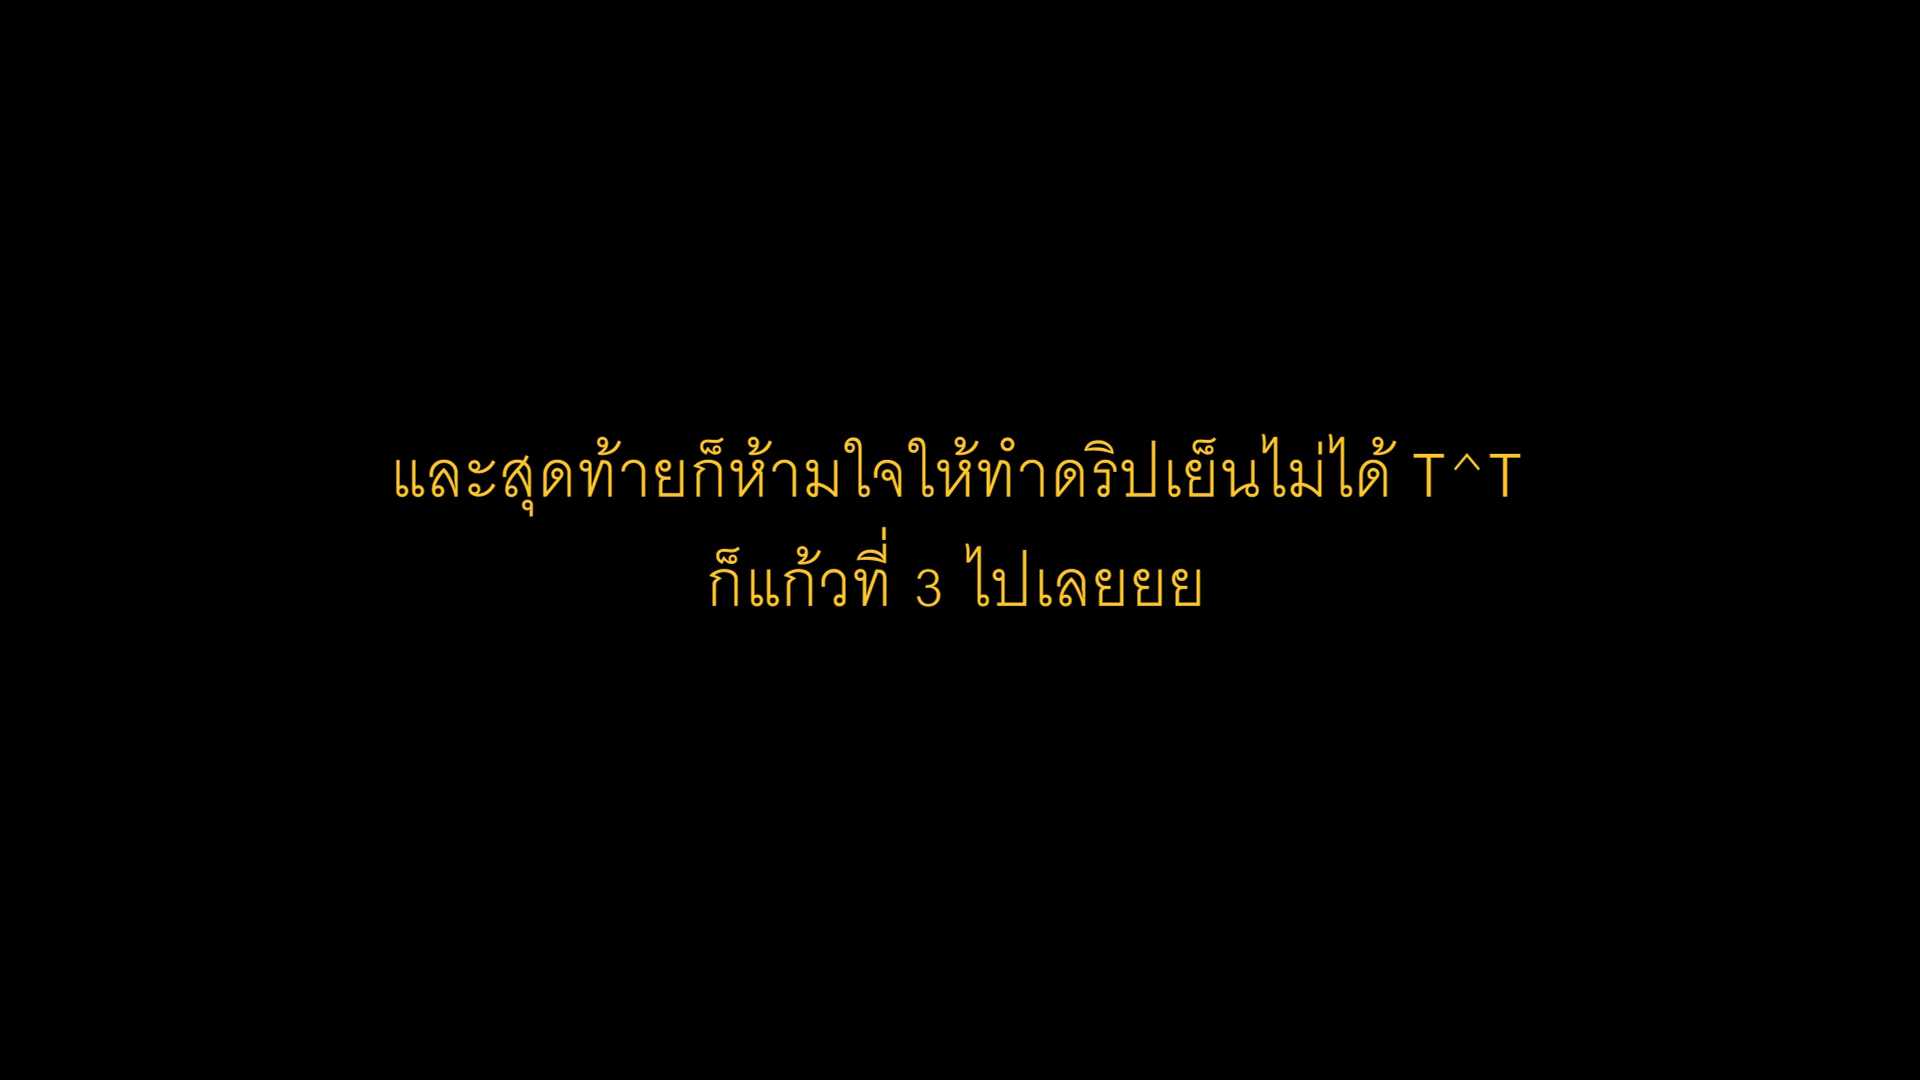 และสุดท้ายก็ห้ามใจให้ทำดริปเย็นไม่ได้ T^T
ก็แก้วที่ 3 ไปเลยยย